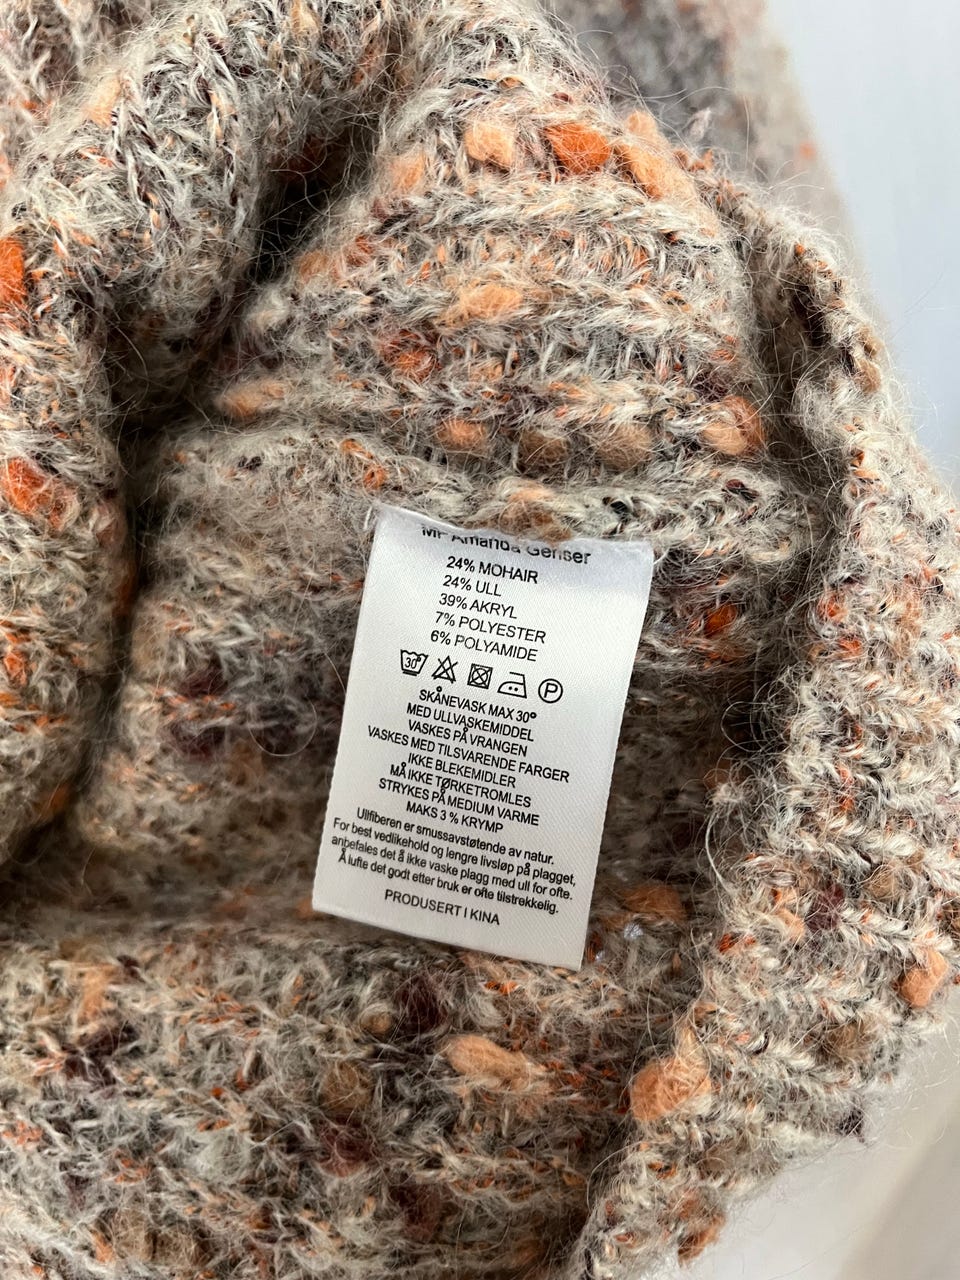 MP Amanda Genser
24% MOHAIR
24% ULL
39% AKRYL
7% POLYESTER
6% POLYAMIDE
30° P
SKÅNEVASK MAX 30°
MED ULLVASKEMIDDEL
VASKES PÅ VRANGEN
VASKES MED TILSVARENDE FARGER
IKKE BLEKEMIDLER
MÅ IKKE TØRKETROMLES
STRYKES PÅ MEDIUM VARME
MAKS 3 % KRYMP
Ullfiberen er smussavstøtende av natur.
For best vedlikehold og lengre livsløp på plagget,
anbefales det å ikke vaske plagg med ull for ofte.
Å lufte det godt etter bruk er ofte tilstrekkelig.
PRODUSERT I KINA